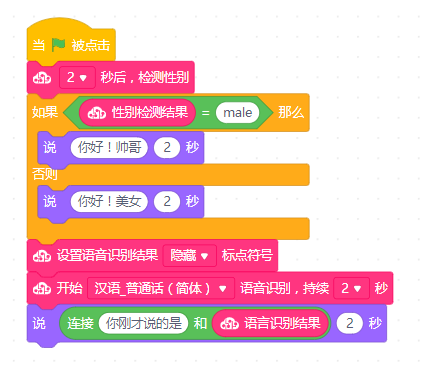 当 被点击
2 秒后，检测性别
如果 性别检测结果 = male 那么
说 你好！帅哥 2 秒
否则
说 你好！美女 2 秒
设置语音识别结果 隐藏 标点符号
开始 汉语_普通话（简体） 语音识别，持续 2 秒
说 连接 你刚才说的是 和 语言识别结果 2 秒